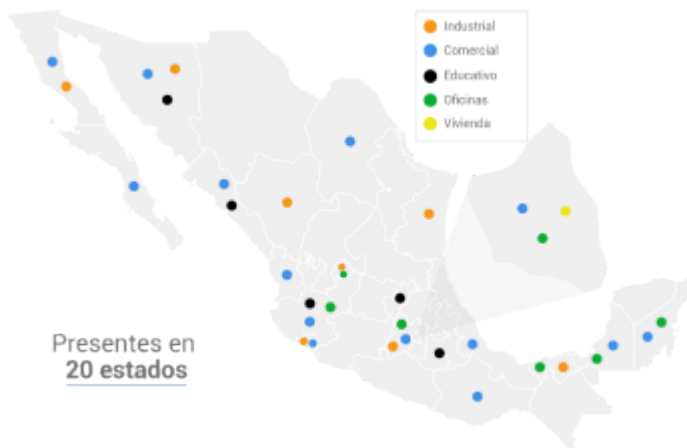 Industrial
Comercial
Educativo
Oficinas
Vivienda
Presentes en
20 estados